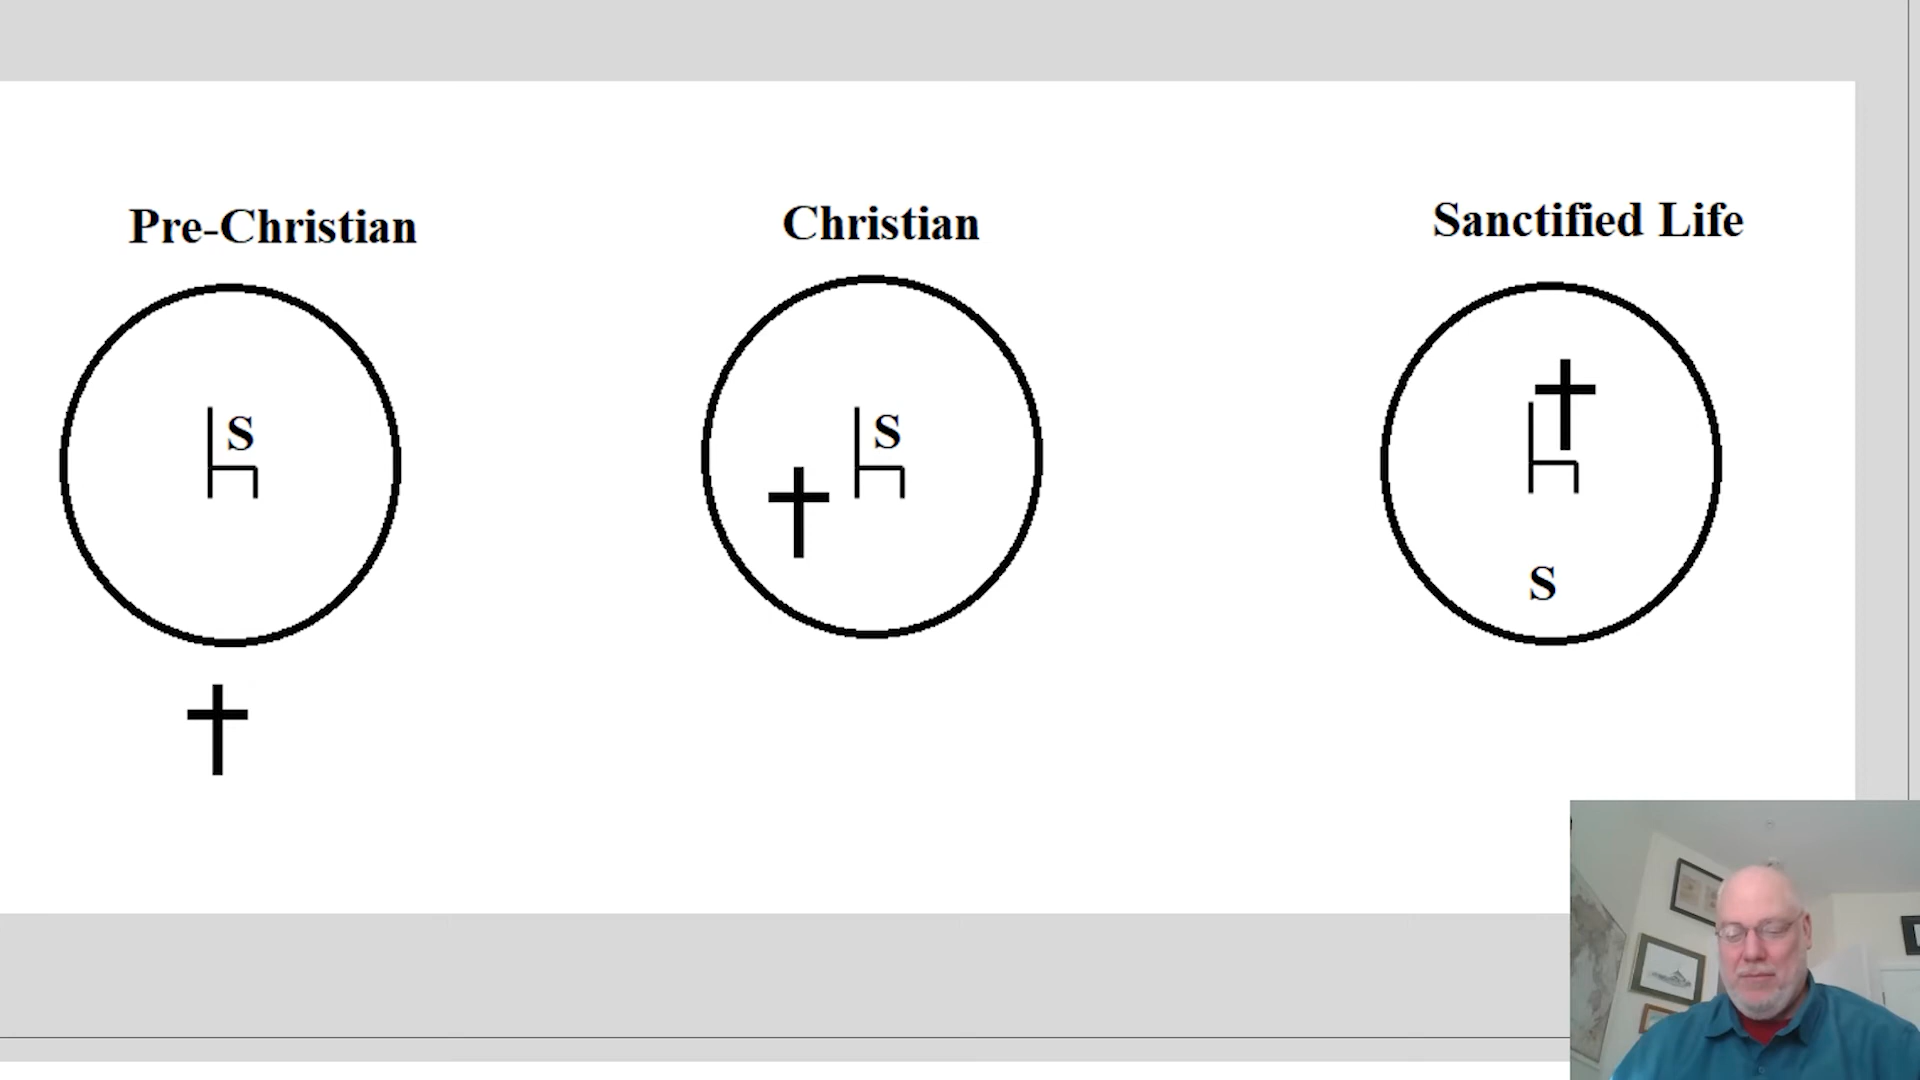 Pre-Christian
Christian
Sanctified Life
S
S
S